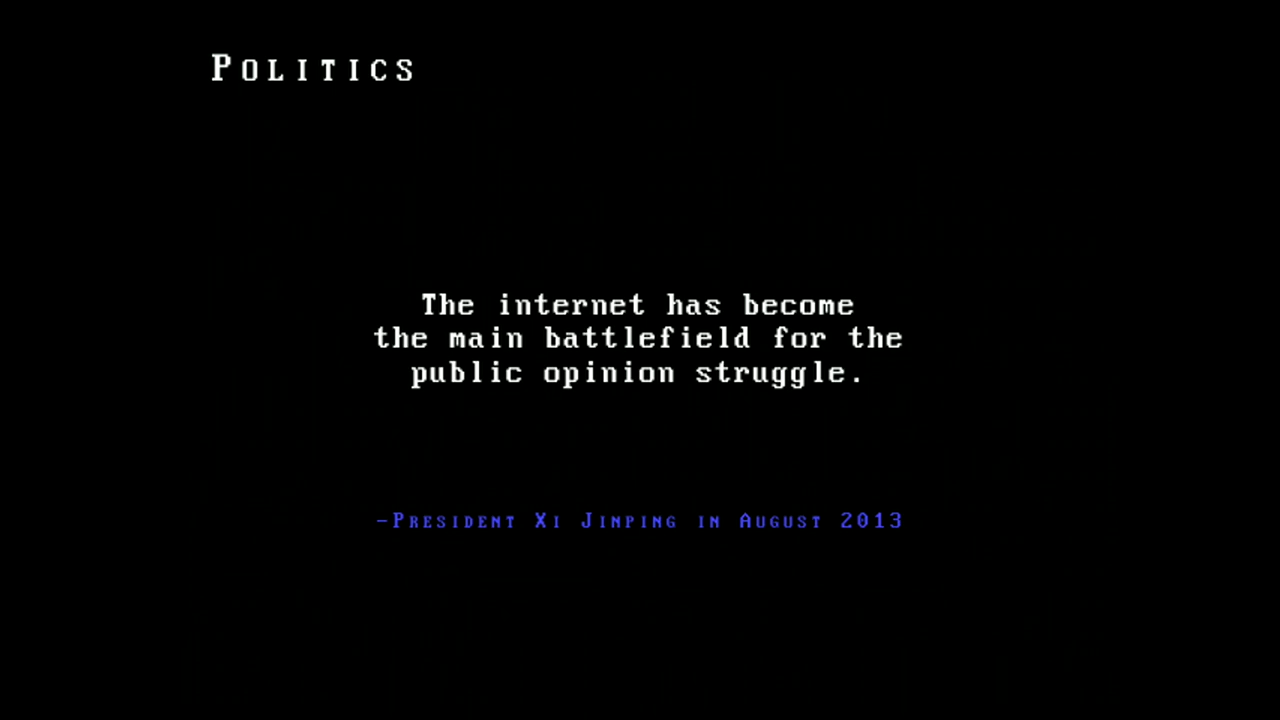 Politics
The internet has become
the main battlefield for the
public opinion struggle.
-President Xi Jinping in August 2013